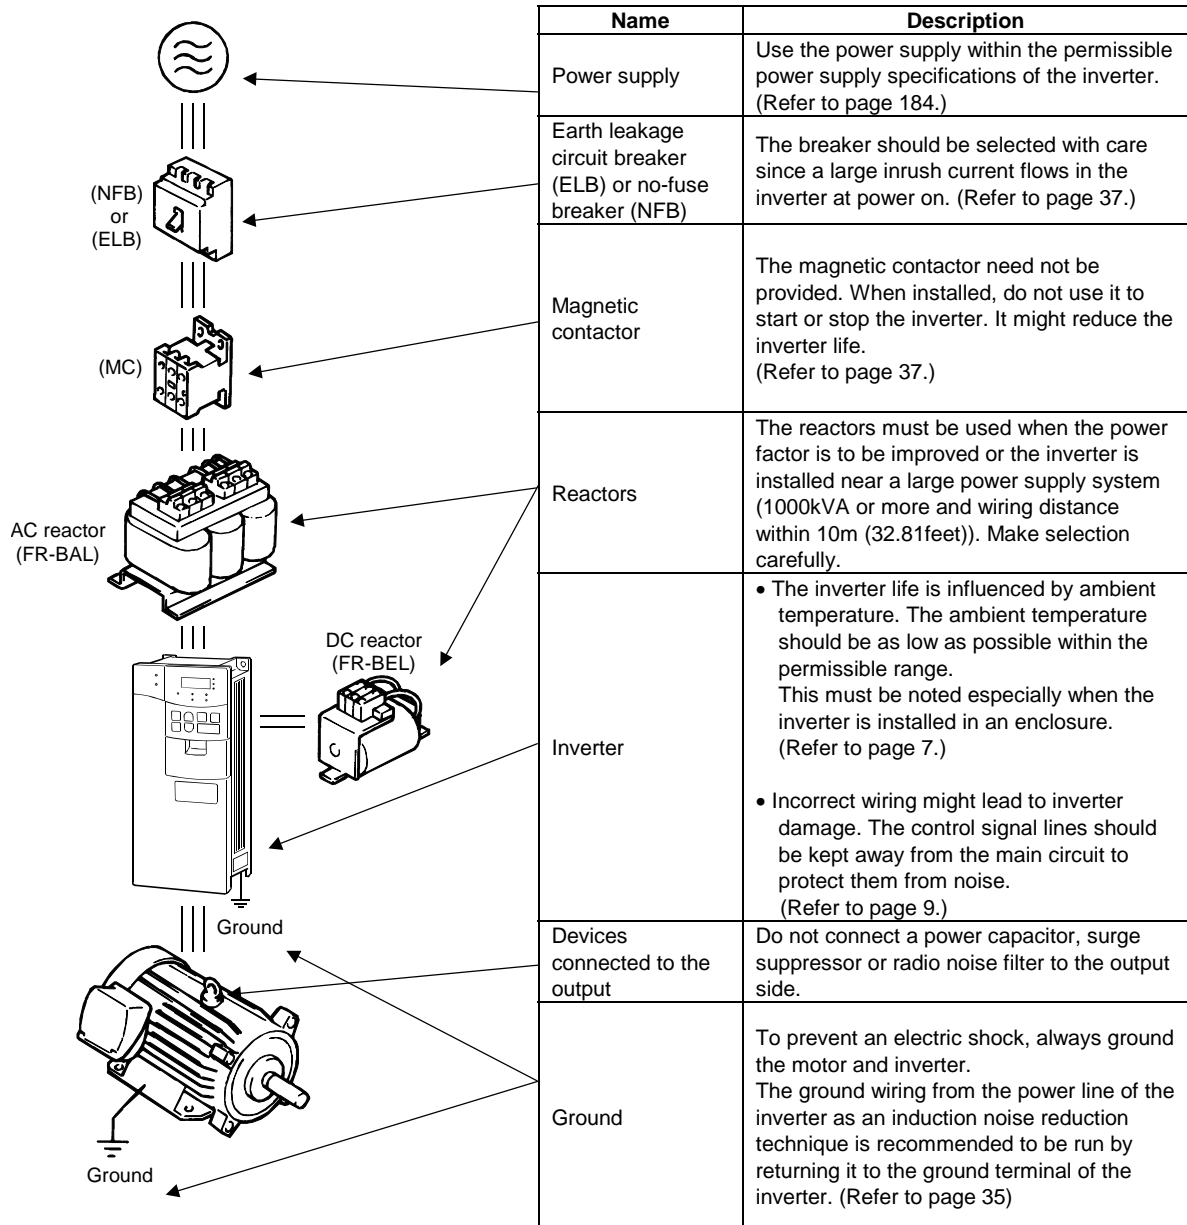 (NFB)
or
(ELB)
(MC)
AC reactor
(FR-BAL)
DC reactor
(FR-BEL)
Ground
Ground
Name
Description
Power supply
Use the power supply within the permissible
power supply specifications of the inverter.
(Refer to page 184.)
Earth leakage
circuit breaker
(ELB) or no-fuse
breaker (NFB)
The breaker should be selected with care
since a large inrush current flows in the
inverter at power on. (Refer to page 37.)
Magnetic
contactor
The magnetic contactor need not be
provided. When installed, do not use it to
start or stop the inverter. It might reduce the
inverter life.
(Refer to page 37.)
Reactors
The reactors must be used when the power
factor is to be improved or the inverter is
installed near a large power supply system
(1000kVA or more and wiring distance
within 10m (32.81feet)). Make selection
carefully.
Inverter
• The inverter life is influenced by ambient
temperature. The ambient temperature
should be as low as possible within the
permissible range.
This must be noted especially when the
inverter is installed in an enclosure.
(Refer to page 7.)
• Incorrect wiring might lead to inverter
damage. The control signal lines should
be kept away from the main circuit to
protect them from noise.
(Refer to page 9.)
Devices
connected to the
output
Do not connect a power capacitor, surge
suppressor or radio noise filter to the output
side.
Ground
To prevent an electric shock, always ground
the motor and inverter.
The ground wiring from the power line of the
inverter as an induction noise reduction
technique is recommended to be run by
returning it to the ground terminal of the
inverter. (Refer to page 35)